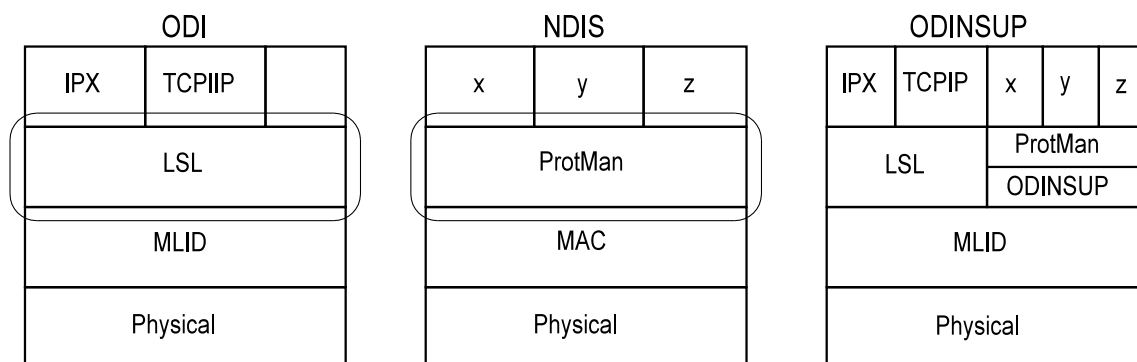 ODI
IPX TCPIIP
LSL
MLID
Physical
NDIS
x y z
ProtMan
MAC
Physical
ODINSUP
IPX TCPIP x y z
LSL
ProtMan
ODINSUP
MLID
Physical